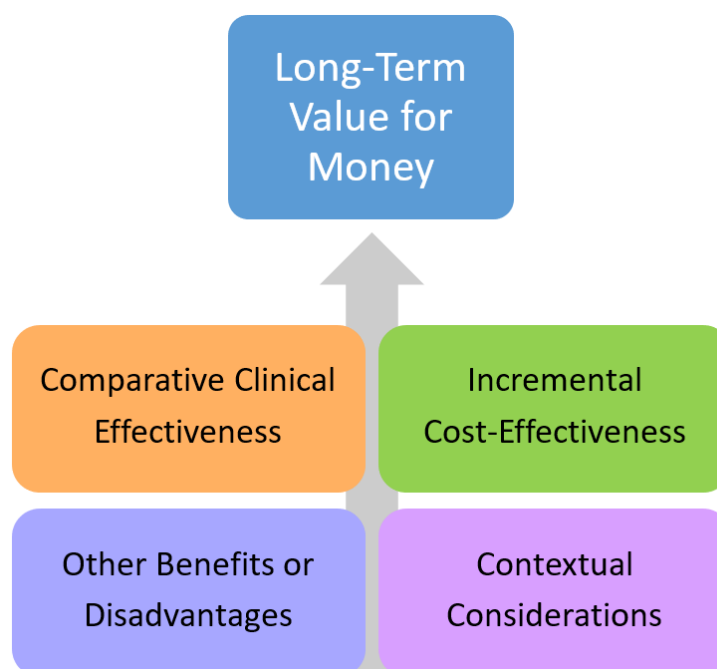 Long-Term
Value for
Money
Comparative Clinical
Effectiveness
Incremental
Cost-Effectiveness
Other Benefits or
Disadvantages
Contextual
Considerations